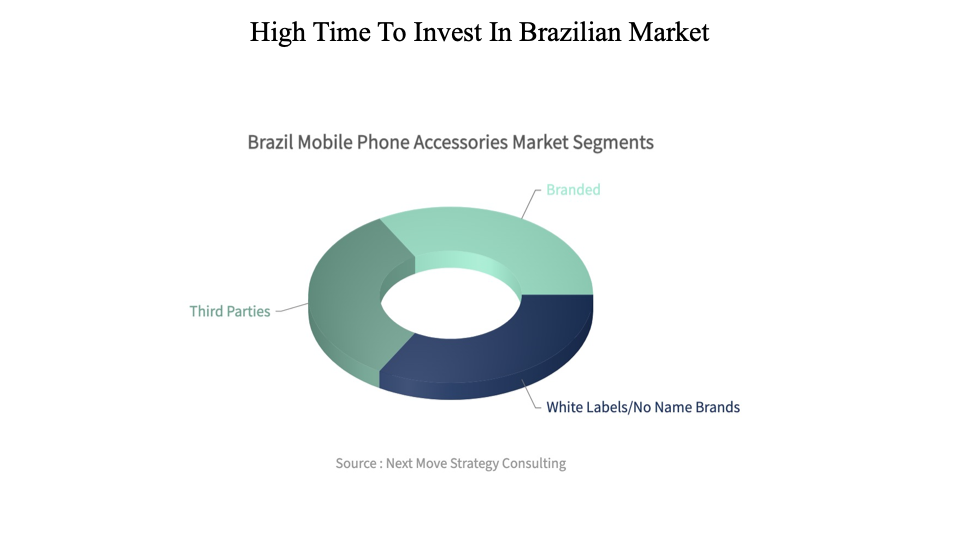 High Time To Invest In Brazilian Market
Brazil Mobile Phone Accessories Market Segments
Branded
Third Parties
White Labels/No Name Brands
Source : Next Move Strategy Consulting